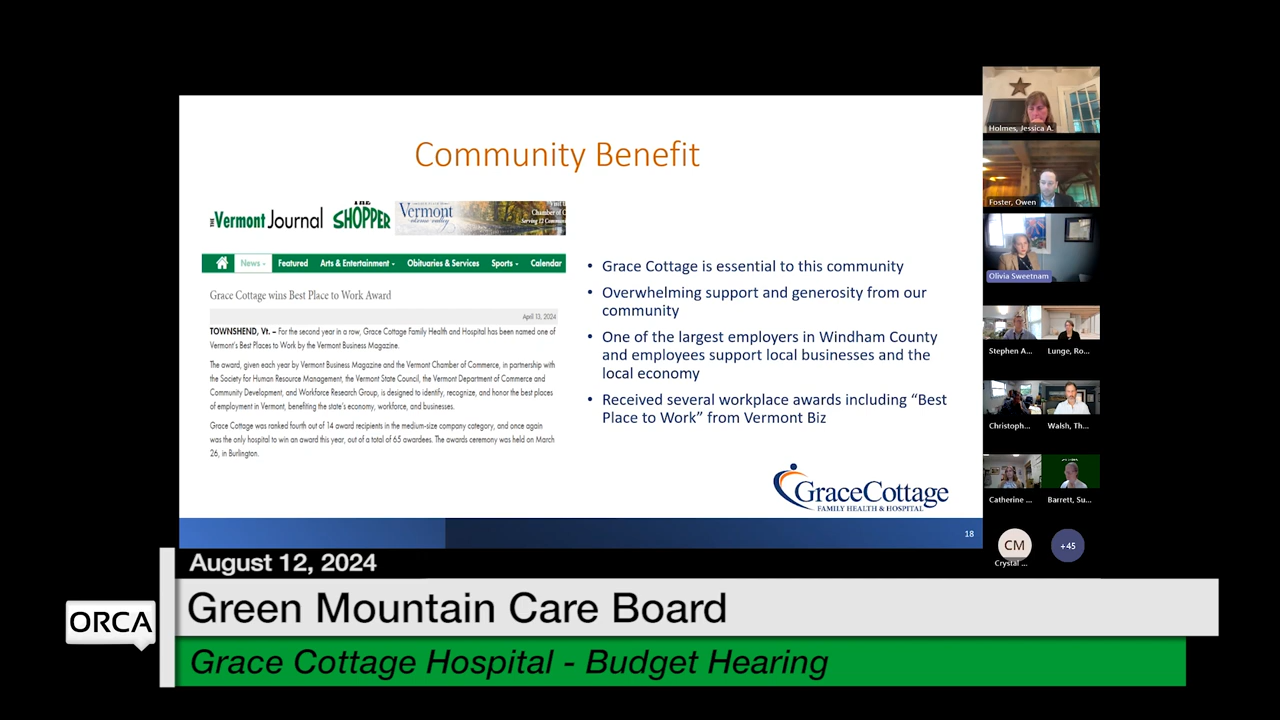 Community Benefit
THE Vermont Journal THE SHOPPER Vermont
Chamber of C
Serving 12 Communi
News Featured Arts & Entertainment Obituaries & Services Sports Calendar
Grace Cottage wins Best Place to Work Award
April 13, 2024
TOWNSHEND, Vt. – For the second year in a row, Grace Cottage Family Health and Hospital has been named one of
Vermont's Best Places to Work by the Vermont Business Magazine.
The award, given each year by Vermont Business Magazine and the Vermont Chamber of Commerce, in partnership with
the Society for Human Resource Management, the Vermont State Council, the Vermont Department of Commerce and
Community Development, and Workforce Research Group, is designed to identify, recognize, and honor the best places
of employment in Vermont, benefiting the state's economy, workforce, and businesses.
Grace Cottage was ranked fourth out of 14 award recipients in the medium-size company category, and once again
was the only hospital to win an award this year, out of a total of 65 awardees. The awards ceremony was held on March
26, in Burlington.
• Grace Cottage is essential to this community
• Overwhelming support and generosity from our
community
• One of the largest employers in Windham County
and employees support local businesses and the
local economy
• Received several workplace awards including “Best
Place to Work” from Vermont Biz
GraceCottage
FAMILY HEALTH & HOSPITAL
18
Holmes, Jessica A.
Foster, Owen
Olivia Sweetnam
Stephen A... Lunge, Ro...
Christoph... Walsh, Th...
Catherine ... Barrett, Su...
CM +45
Crystal ...
August 12, 2024
ORCA
Green Mountain Care Board
Grace Cottage Hospital - Budget Hearing